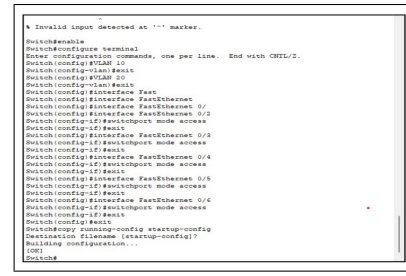 ^
% Invalid input detected at '^' marker.
Switch#enable
Switch#configure terminal
Enter configuration commands, one per line.  End with CNTL/Z.
Switch(config)#VLAN 10
Switch(config-vlan)#exit
Switch(config)#VLAN 20
Switch(config-vlan)#exit
Switch(config)#interface Fast
Switch(config)#interface FastEthernet
Switch(config)#interface FastEthernet 0/
Switch(config)#interface FastEthernet 0/2
Switch(config-if)#switchport mode access
Switch(config-if)#exit
Switch(config)#interface FastEthernet 0/3
Switch(config-if)#switchport mode access
Switch(config-if)#exit
Switch(config)#interface FastEthernet 0/4
Switch(config-if)#switchport mode access
Switch(config-if)#exit
Switch(config)#interface FastEthernet 0/5
Switch(config-if)#switchport mode access
Switch(config-if)#exit
Switch(config)#interface FastEthernet 0/6
Switch(config-if)#switchport mode access
Switch(config-if)#exit
Switch(config)#exit
Switch#copy running-config startup-config
Destination filename [startup-config]?
Building configuration...
[OK]
Switch#